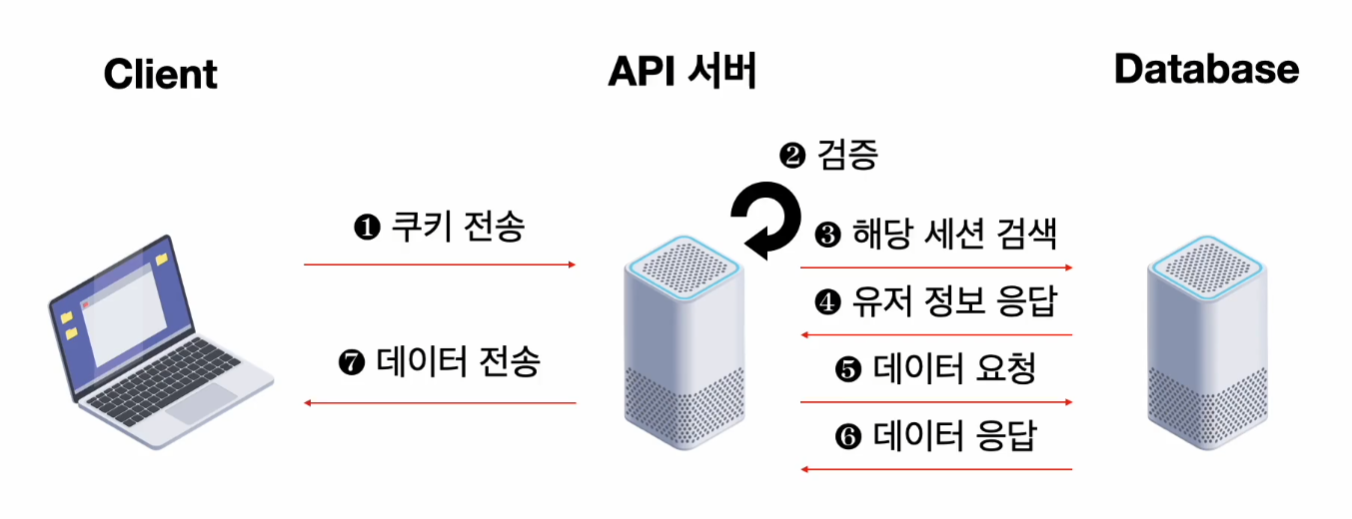 Client
API 서버
Database
❷ 검증
❶ 쿠키 전송
❸ 해당 세션 검색
❹ 유저 정보 응답
❼ 데이터 전송
❺ 데이터 요청
❻ 데이터 응답